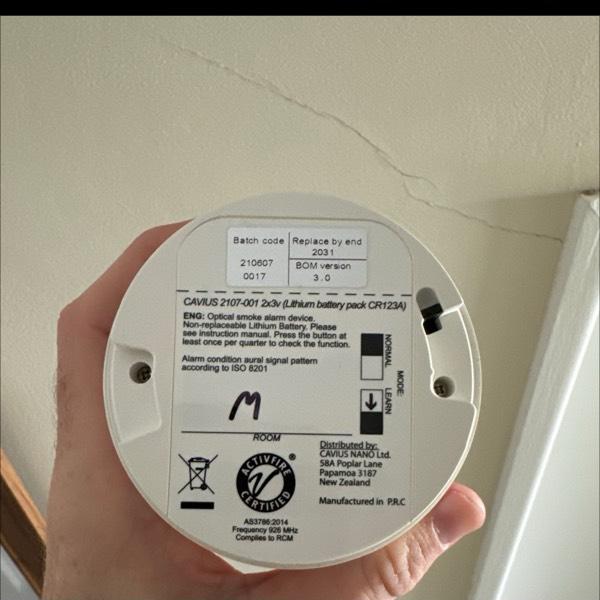 Batch code
210607
0017
Replace by end
2031
BOM version
3.0
CAVIUS 2107-001 2x3v (Lithium battery pack CR123A)
ENG: Optical smoke alarm device.
Non-replaceable Lithium Battery. Please
see instruction manual. Press the button at
least once per quarter to check the function.
Alarm condition aural signal pattern
according to ISO 8201
NORMAL
MODE:
LEARN
M
ROOM
ACTIVFIRE
®
CERTIFIED
AS3786:2014
Frequency 926 MHz
Complies to RCM
Distributed by:
CAVIUS NANO Ltd.
58A Poplar Lane
Papamoa 3187
New Zealand
Manufactured in P.R.C